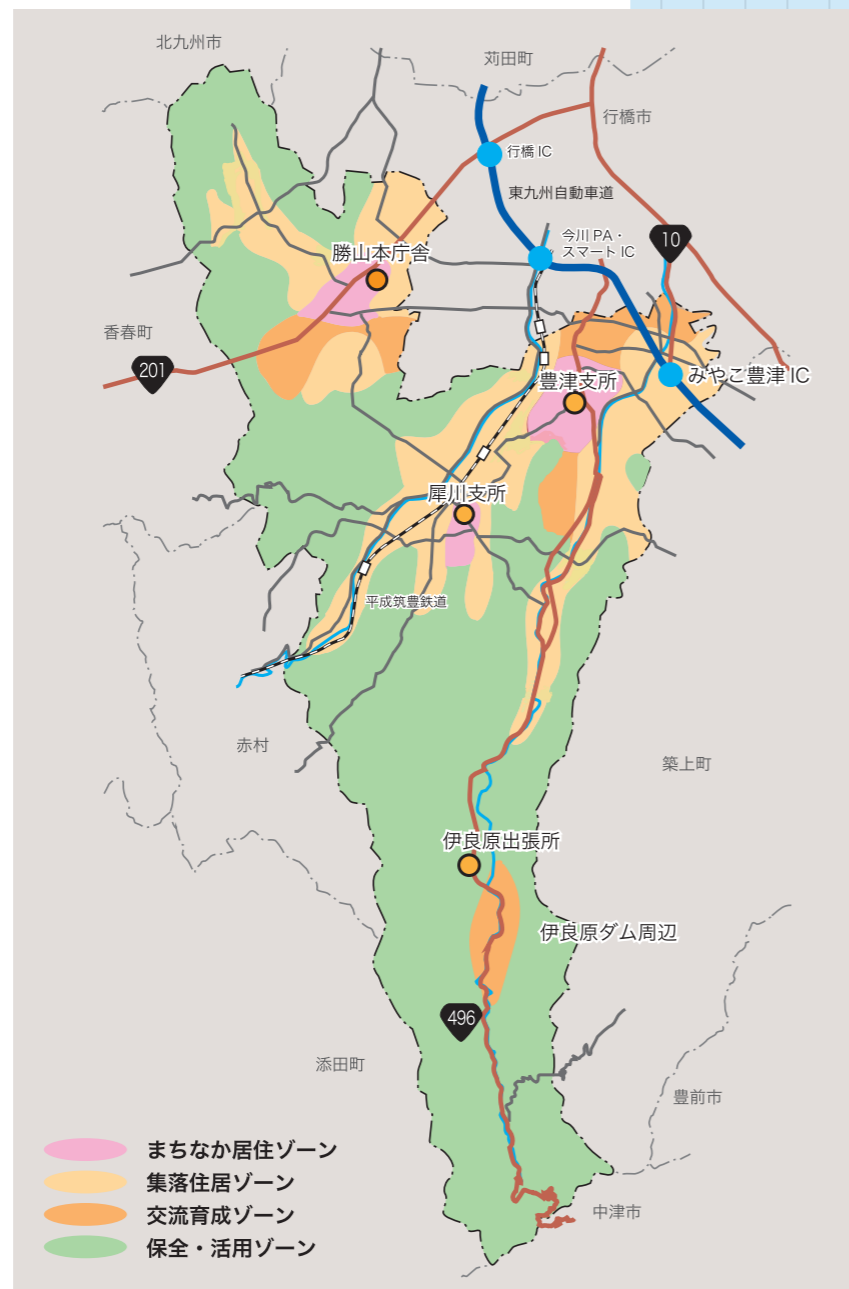 北九州市
苅田町
行橋市
行橋 IC
東九州自動車道
今川 PA・
スマート IC
10
勝山本庁舎
香春町
201
みやこ豊津 IC
豊津支所
犀川支所
平成筑豊鉄道
赤村
築上町
伊良原出張所
伊良原ダム周辺
496
添田町
豊前市
中津市
まちなか居住ゾーン
集落住居ゾーン
交流育成ゾーン
保全・活用ゾーン